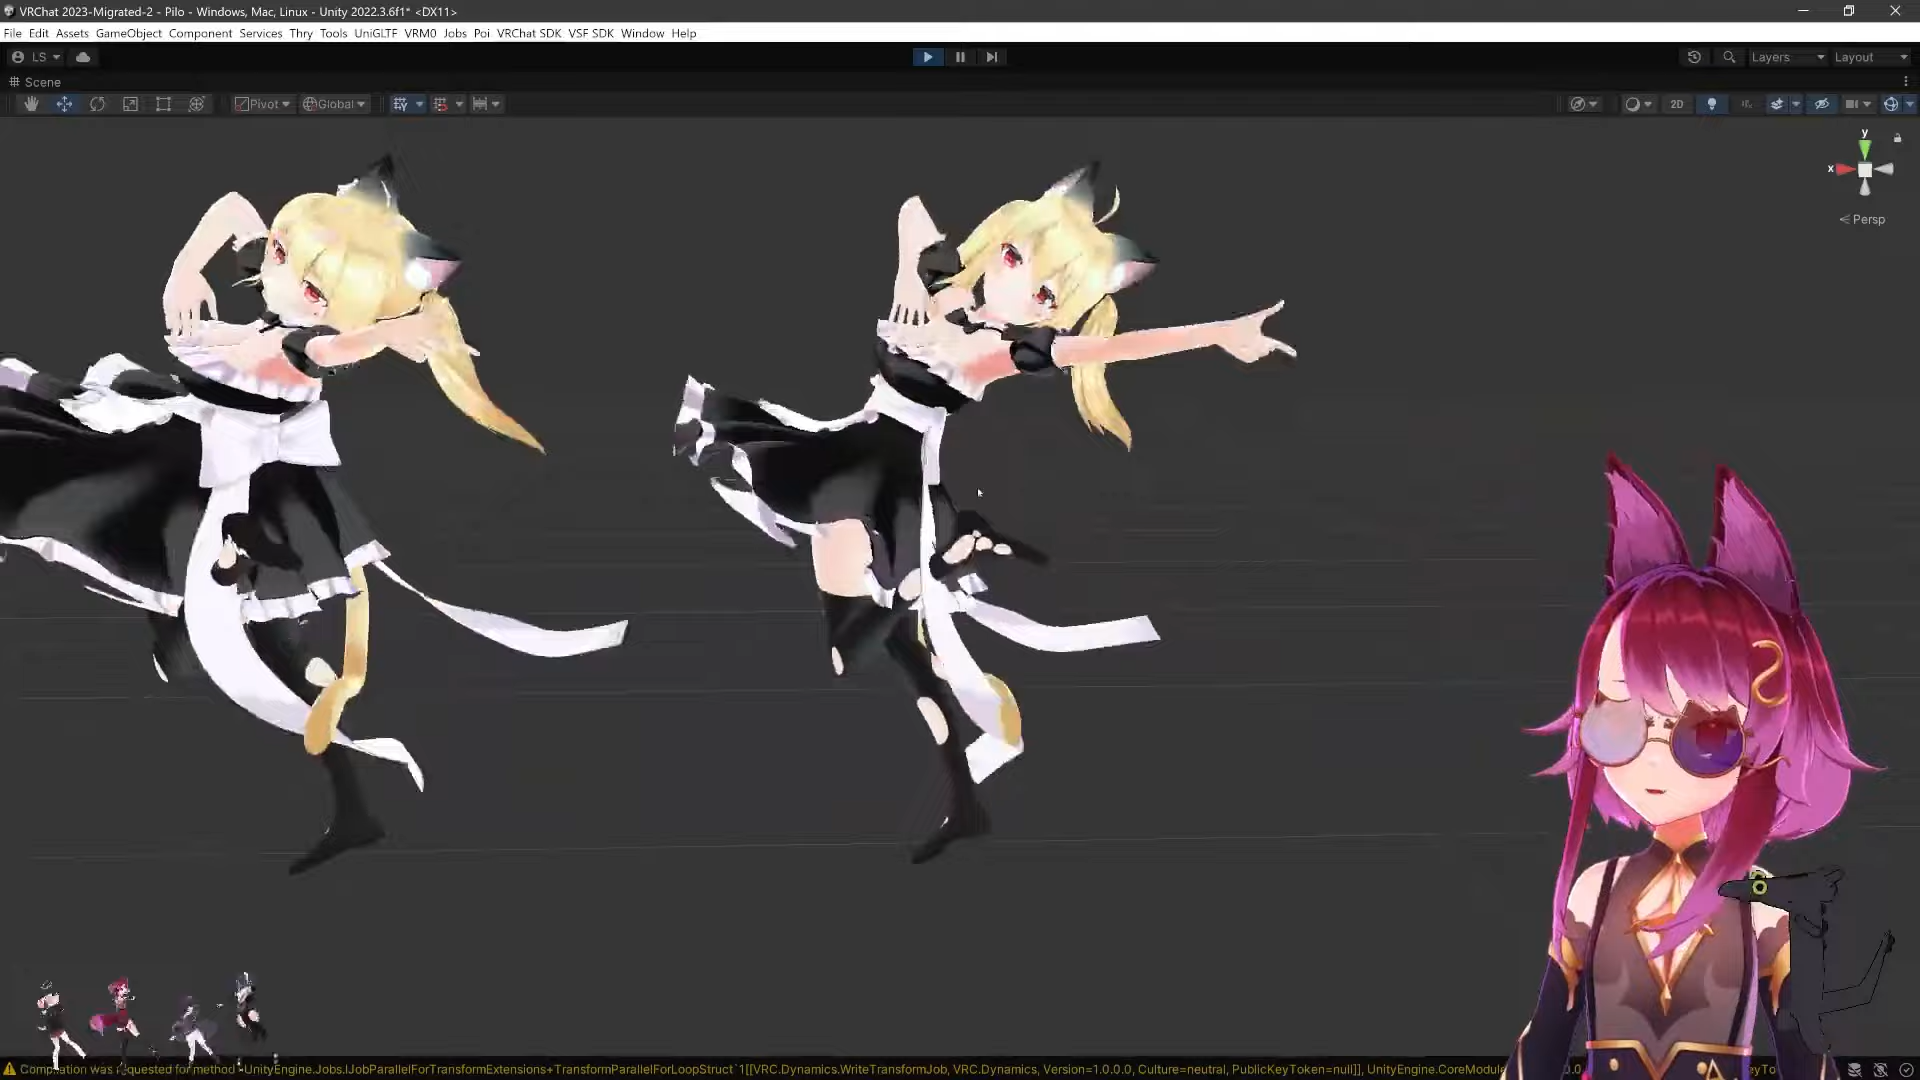 VRChat 2023-Migrated-2 - Pilo - Windows, Mac, Linux - Unity 2022.3.6f1* <DX11>
File Edit Assets GameObject Component Services Thry Tools UniGLTF VRM0 Jobs Poi VRChat SDK VSF SDK Window Help
LS Layers Layout
Scene
Pivot Global 2D
y
x
Persp
Compilation was requested for method `UnityEngine.Jobs.IJobParallelForTransformExtensions+TransformParallelForLoopStruct`1[[VRC.Dynamics.WriteTransformJob, VRC.Dynamics, Version=1.0.0.0, Culture=neutral, PublicKeyToken=null]], UnityEngine.CoreModule